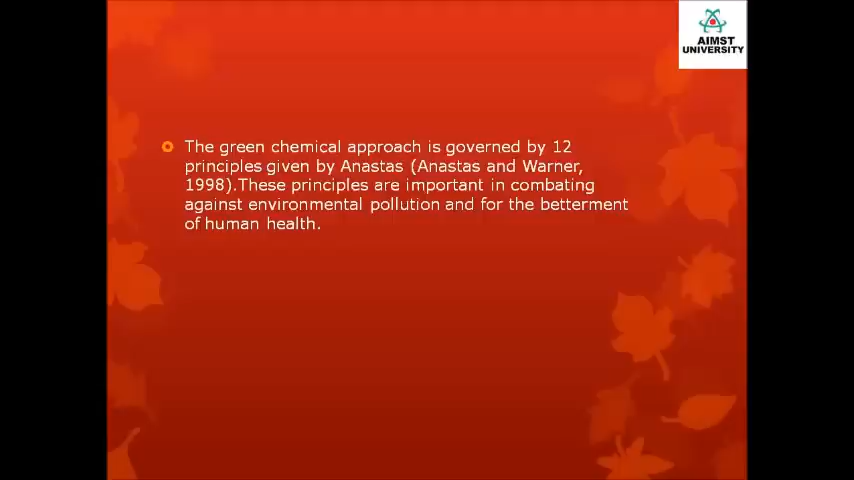 AIMST
UNIVERSITY
The green chemical approach is governed by 12
principles given by Anastas (Anastas and Warner,
1998).These principles are important in combating
against environmental pollution and for the betterment
of human health.